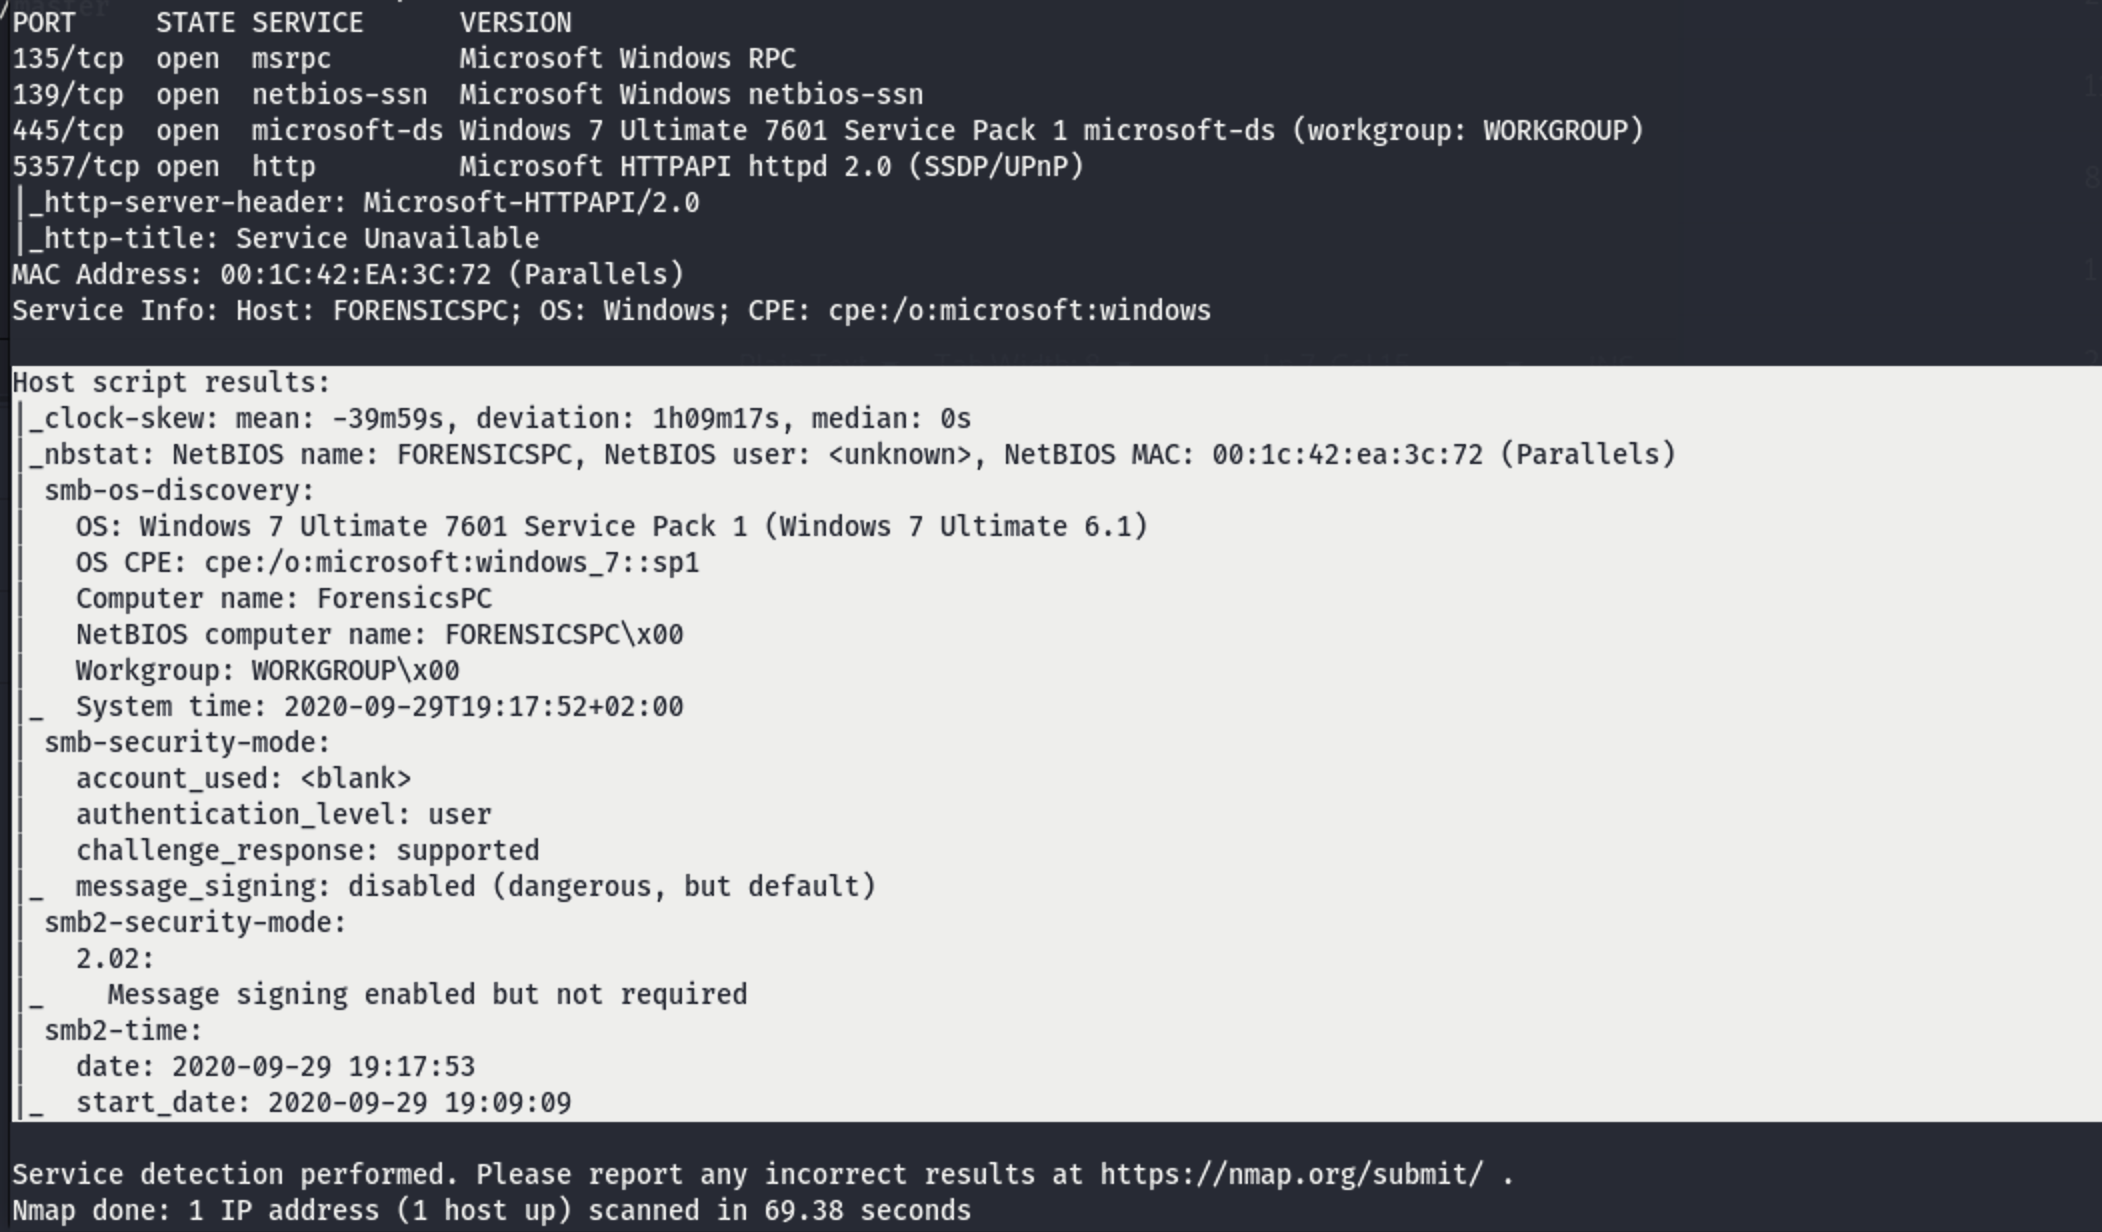 PORT     STATE SERVICE      VERSION
135/tcp  open  msrpc        Microsoft Windows RPC
139/tcp  open  netbios-ssn  Microsoft Windows netbios-ssn
445/tcp  open  microsoft-ds Windows 7 Ultimate 7601 Service Pack 1 microsoft-ds (workgroup: WORKGROUP)
5357/tcp open  http         Microsoft HTTPAPI httpd 2.0 (SSDP/UPnP)
|_http-server-header: Microsoft-HTTPAPI/2.0
|_http-title: Service Unavailable
MAC Address: 00:1C:42:EA:3C:72 (Parallels)
Service Info: Host: FORENSICSPC; OS: Windows; CPE: cpe:/o:microsoft:windows

Host script results:
|_clock-skew: mean: -39m59s, deviation: 1h09m17s, median: 0s
|_nbstat: NetBIOS name: FORENSICSPC, NetBIOS user: <unknown>, NetBIOS MAC: 00:1c:42:ea:3c:72 (Parallels)
| smb-os-discovery:
|   OS: Windows 7 Ultimate 7601 Service Pack 1 (Windows 7 Ultimate 6.1)
|   OS CPE: cpe:/o:microsoft:windows_7::sp1
|   Computer name: ForensicsPC
|   NetBIOS computer name: FORENSICSPC\x00
|   Workgroup: WORKGROUP\x00
|_  System time: 2020-09-29T19:17:52+02:00
| smb-security-mode:
|   account_used: <blank>
|   authentication_level: user
|   challenge_response: supported
|_  message_signing: disabled (dangerous, but default)
| smb2-security-mode:
|   2.02:
|_    Message signing enabled but not required
| smb2-time:
|   date: 2020-09-29 19:17:53
|_  start_date: 2020-09-29 19:09:09

Service detection performed. Please report any incorrect results at https://nmap.org/submit/ .
Nmap done: 1 IP address (1 host up) scanned in 69.38 seconds